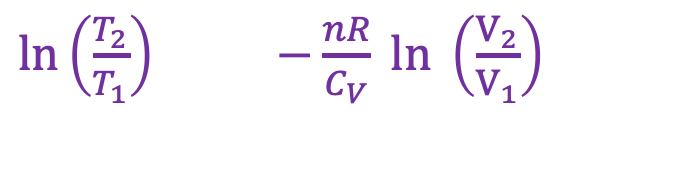 ln (T₂/T₁) − nR/C_V ln (V₂/V₁)